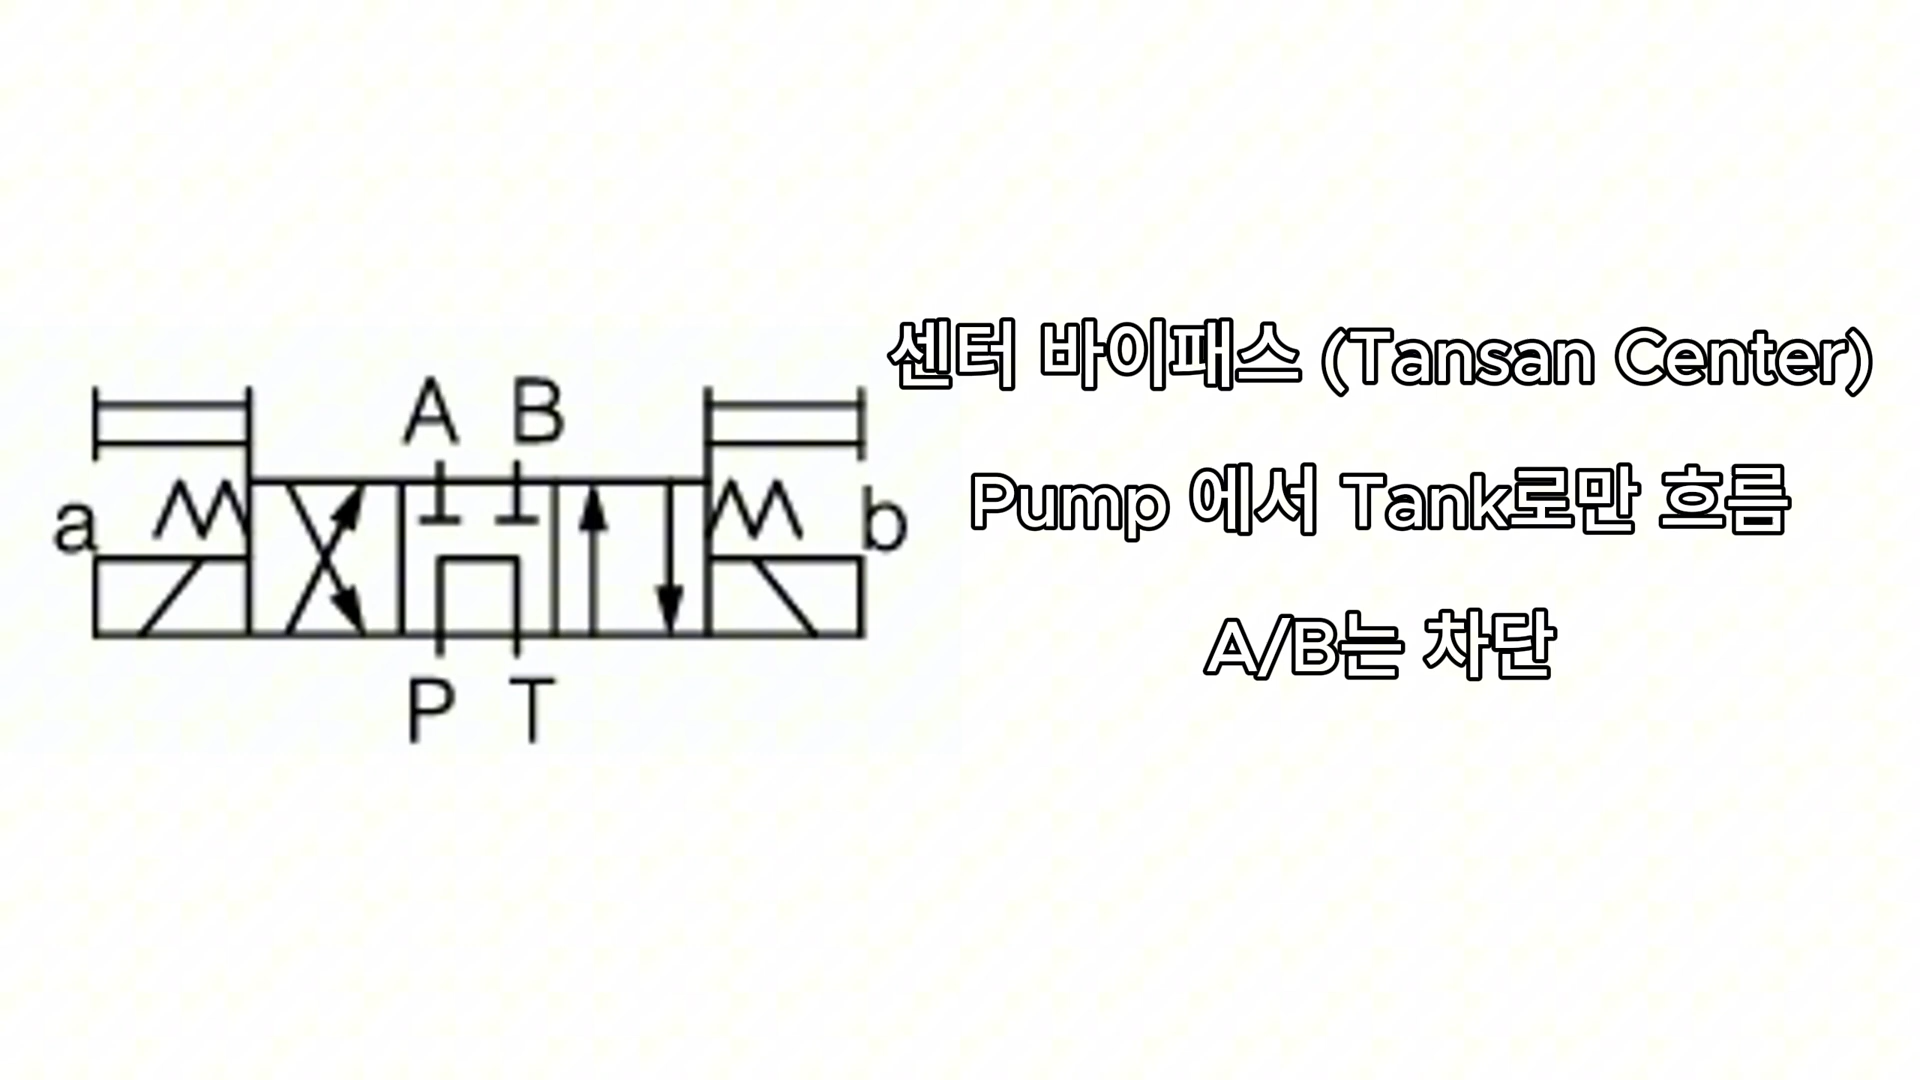 센터 바이패스 (Tansan Center)
A B
Pump 에서 Tank로만 흐름
a
b
A/B는 차단
P T